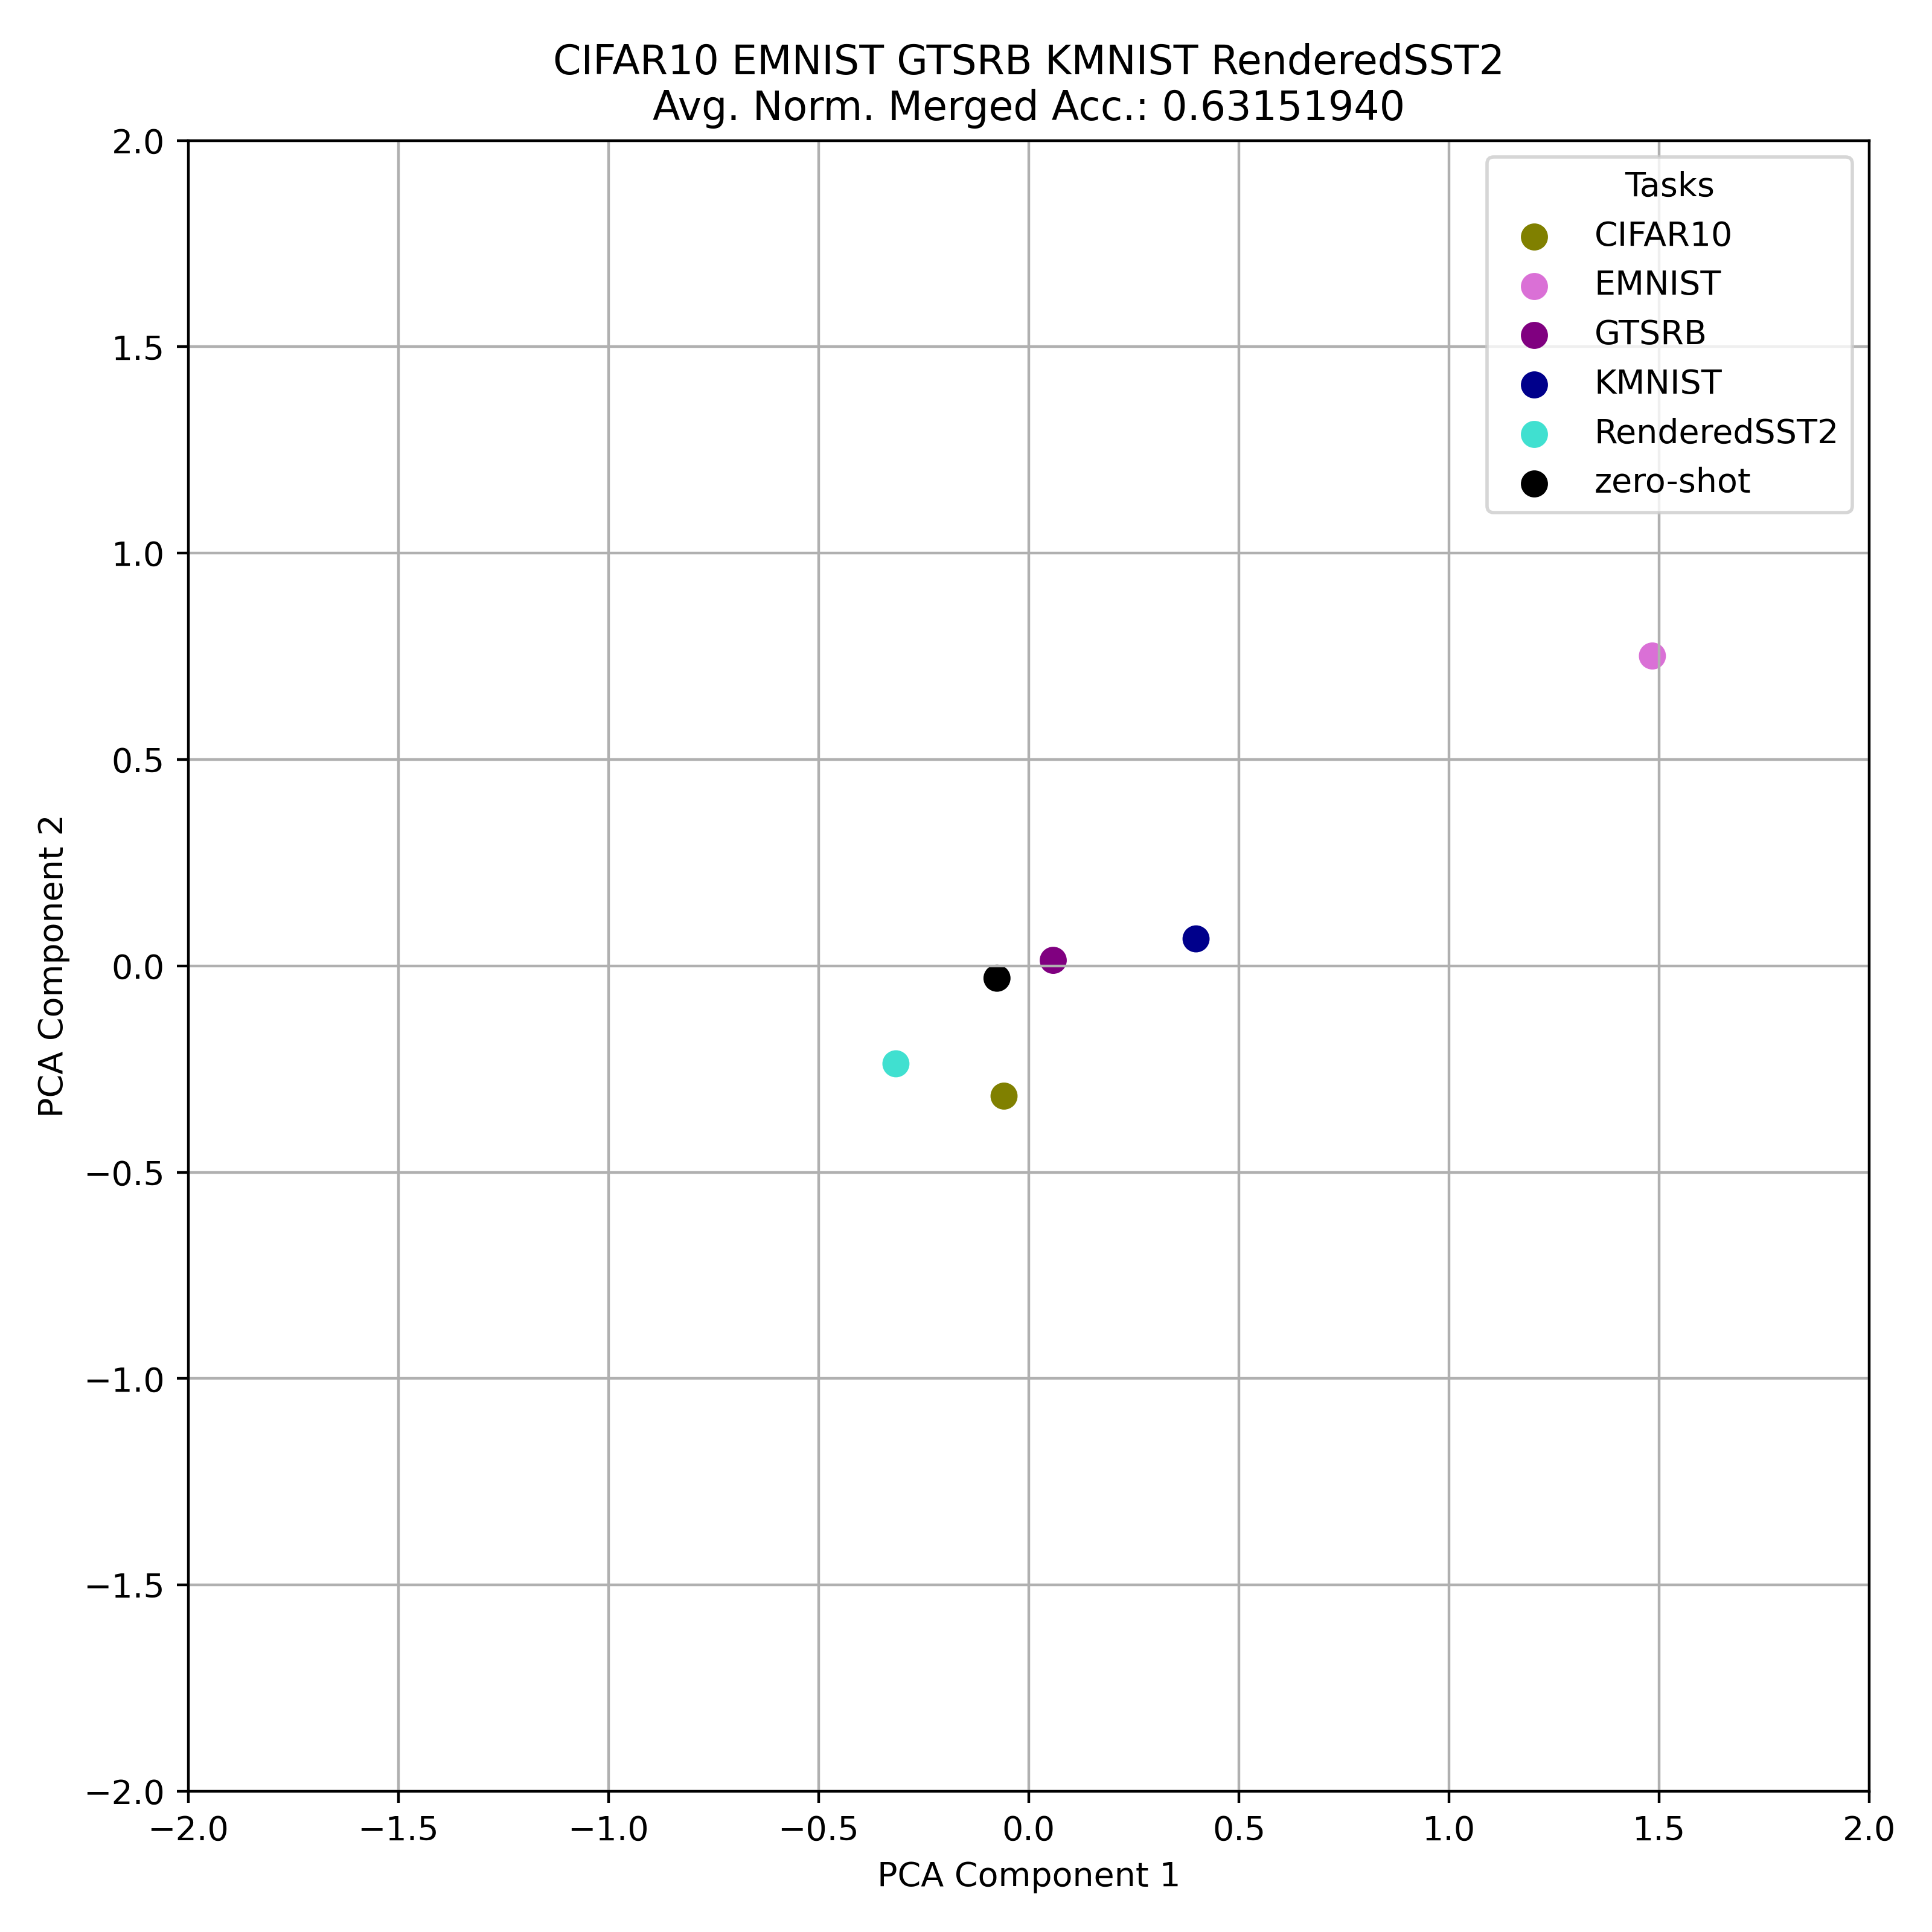 CIFAR10 EMNIST GTSRB KMNIST RenderedSST2
Avg. Norm. Merged Acc.: 0.63151940
Tasks
CIFAR10
EMNIST
GTSRB
KMNIST
RenderedSST2
zero-shot
2.0
1.5
1.0
0.5
0.0
−0.5
−1.0
−1.5
−2.0
PCA Component 2
−2.0 −1.5 −1.0 −0.5 0.0 0.5 1.0 1.5 2.0
PCA Component 1